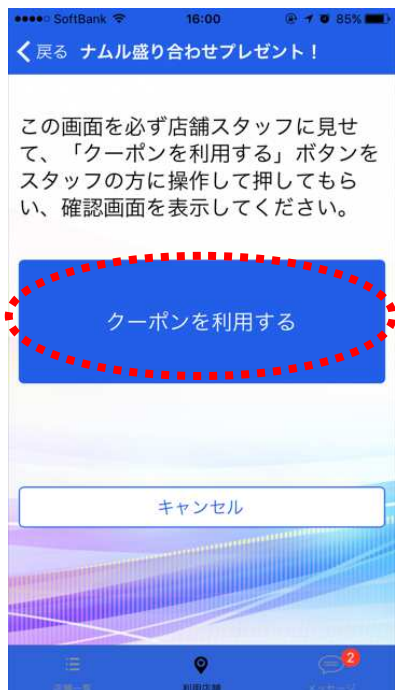 SoftBank 16:00 85%
戻る ナムル盛り合わせプレゼント！
この画面を必ず店舗スタッフに見せ
て、「クーポンを利用する」ボタンを
スタッフの方に操作して押してもら
い、確認画面を表示してください。
クーポンを利用する
キャンセル
2
利用店舗